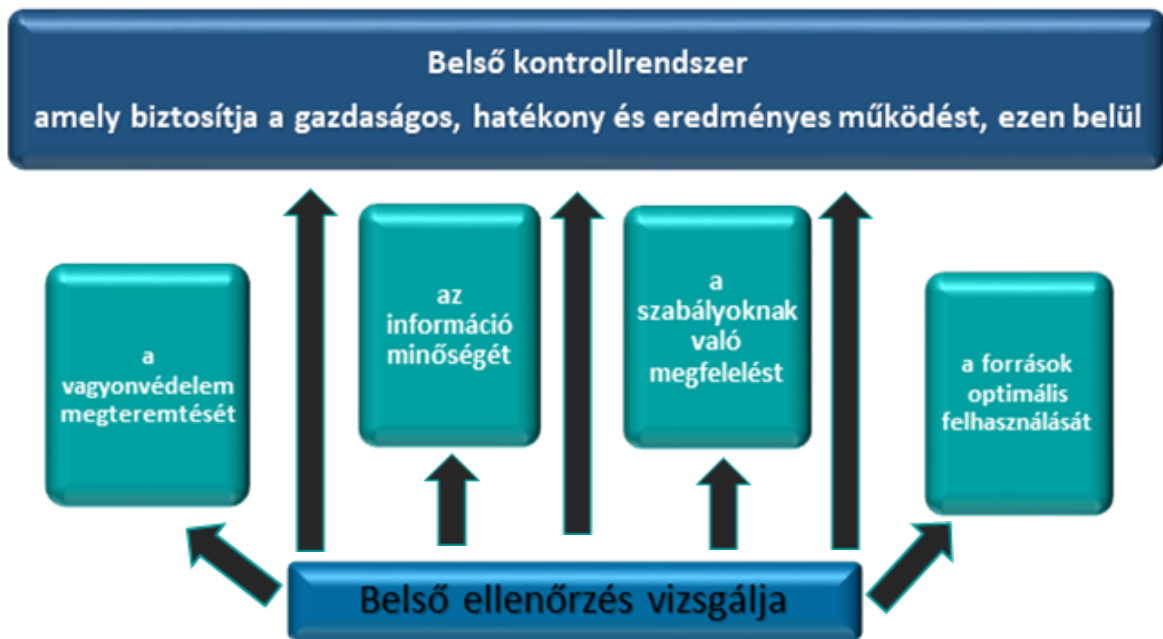 Belső kontrollrendszer
amely biztosítja a gazdaságos, hatékony és eredményes működést, ezen belül
a
vagyonvédelem
megteremtését
az
információ
minőségét
a
szabályoknak
való
megfelelést
a források
optimális
felhasználását
Belső ellenőrzés vizsgálja